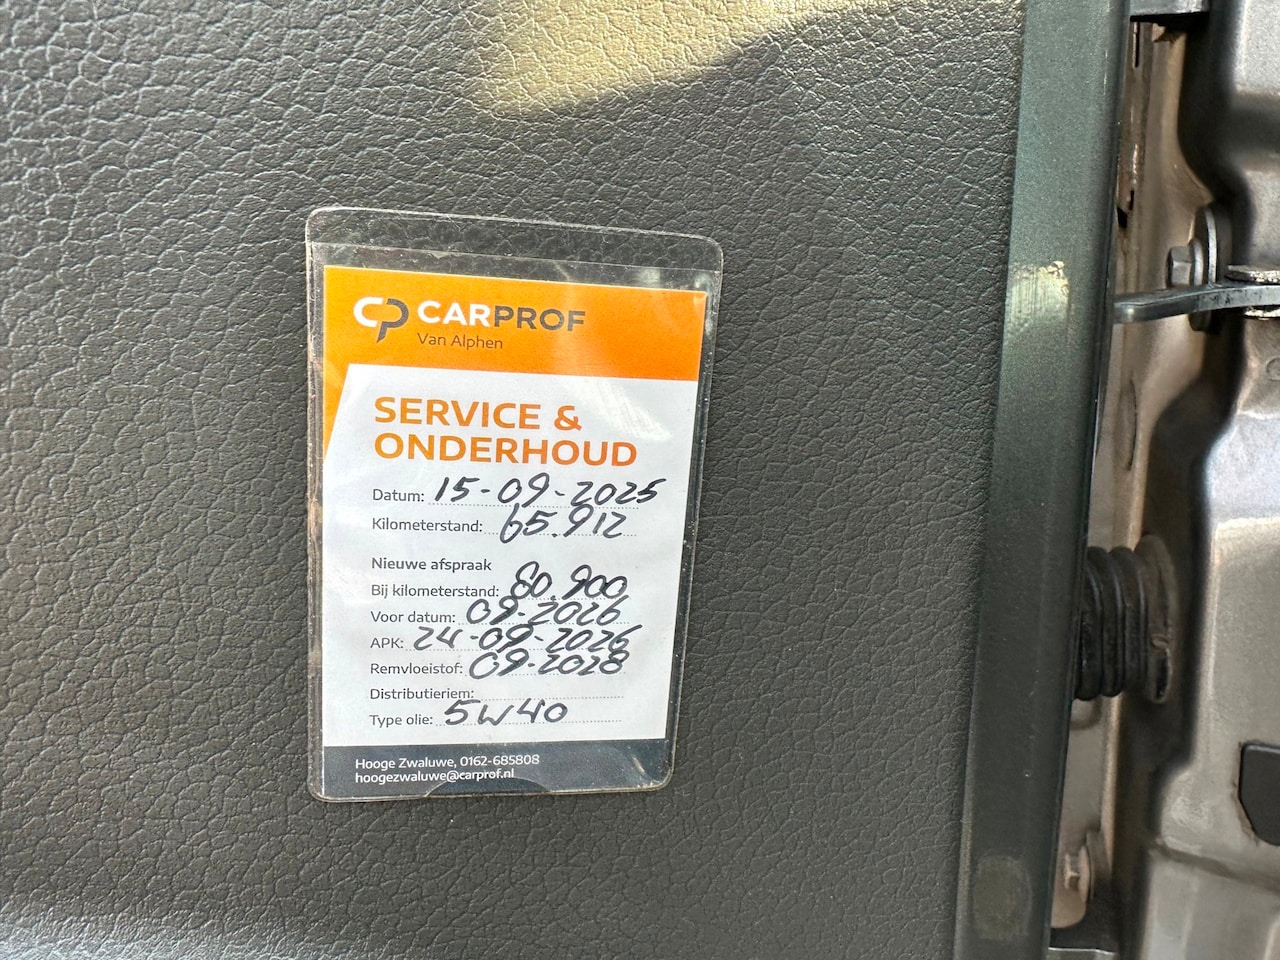 CP CARPROF
Van Alphen
SERVICE &
ONDERHOUD
Datum: 15-09-2025
Kilometerstand: 65.912
Nieuwe afspraak
Bij kilometerstand: 80.900
Voor datum: 09-2026
APK: 24-09-2026
Remvloeistof: 09-2028
Distributieriem:
Type olie: 5W40
Hooge Zwaluwe, 0162-685808
hoogezwaluwe@carprof.nl